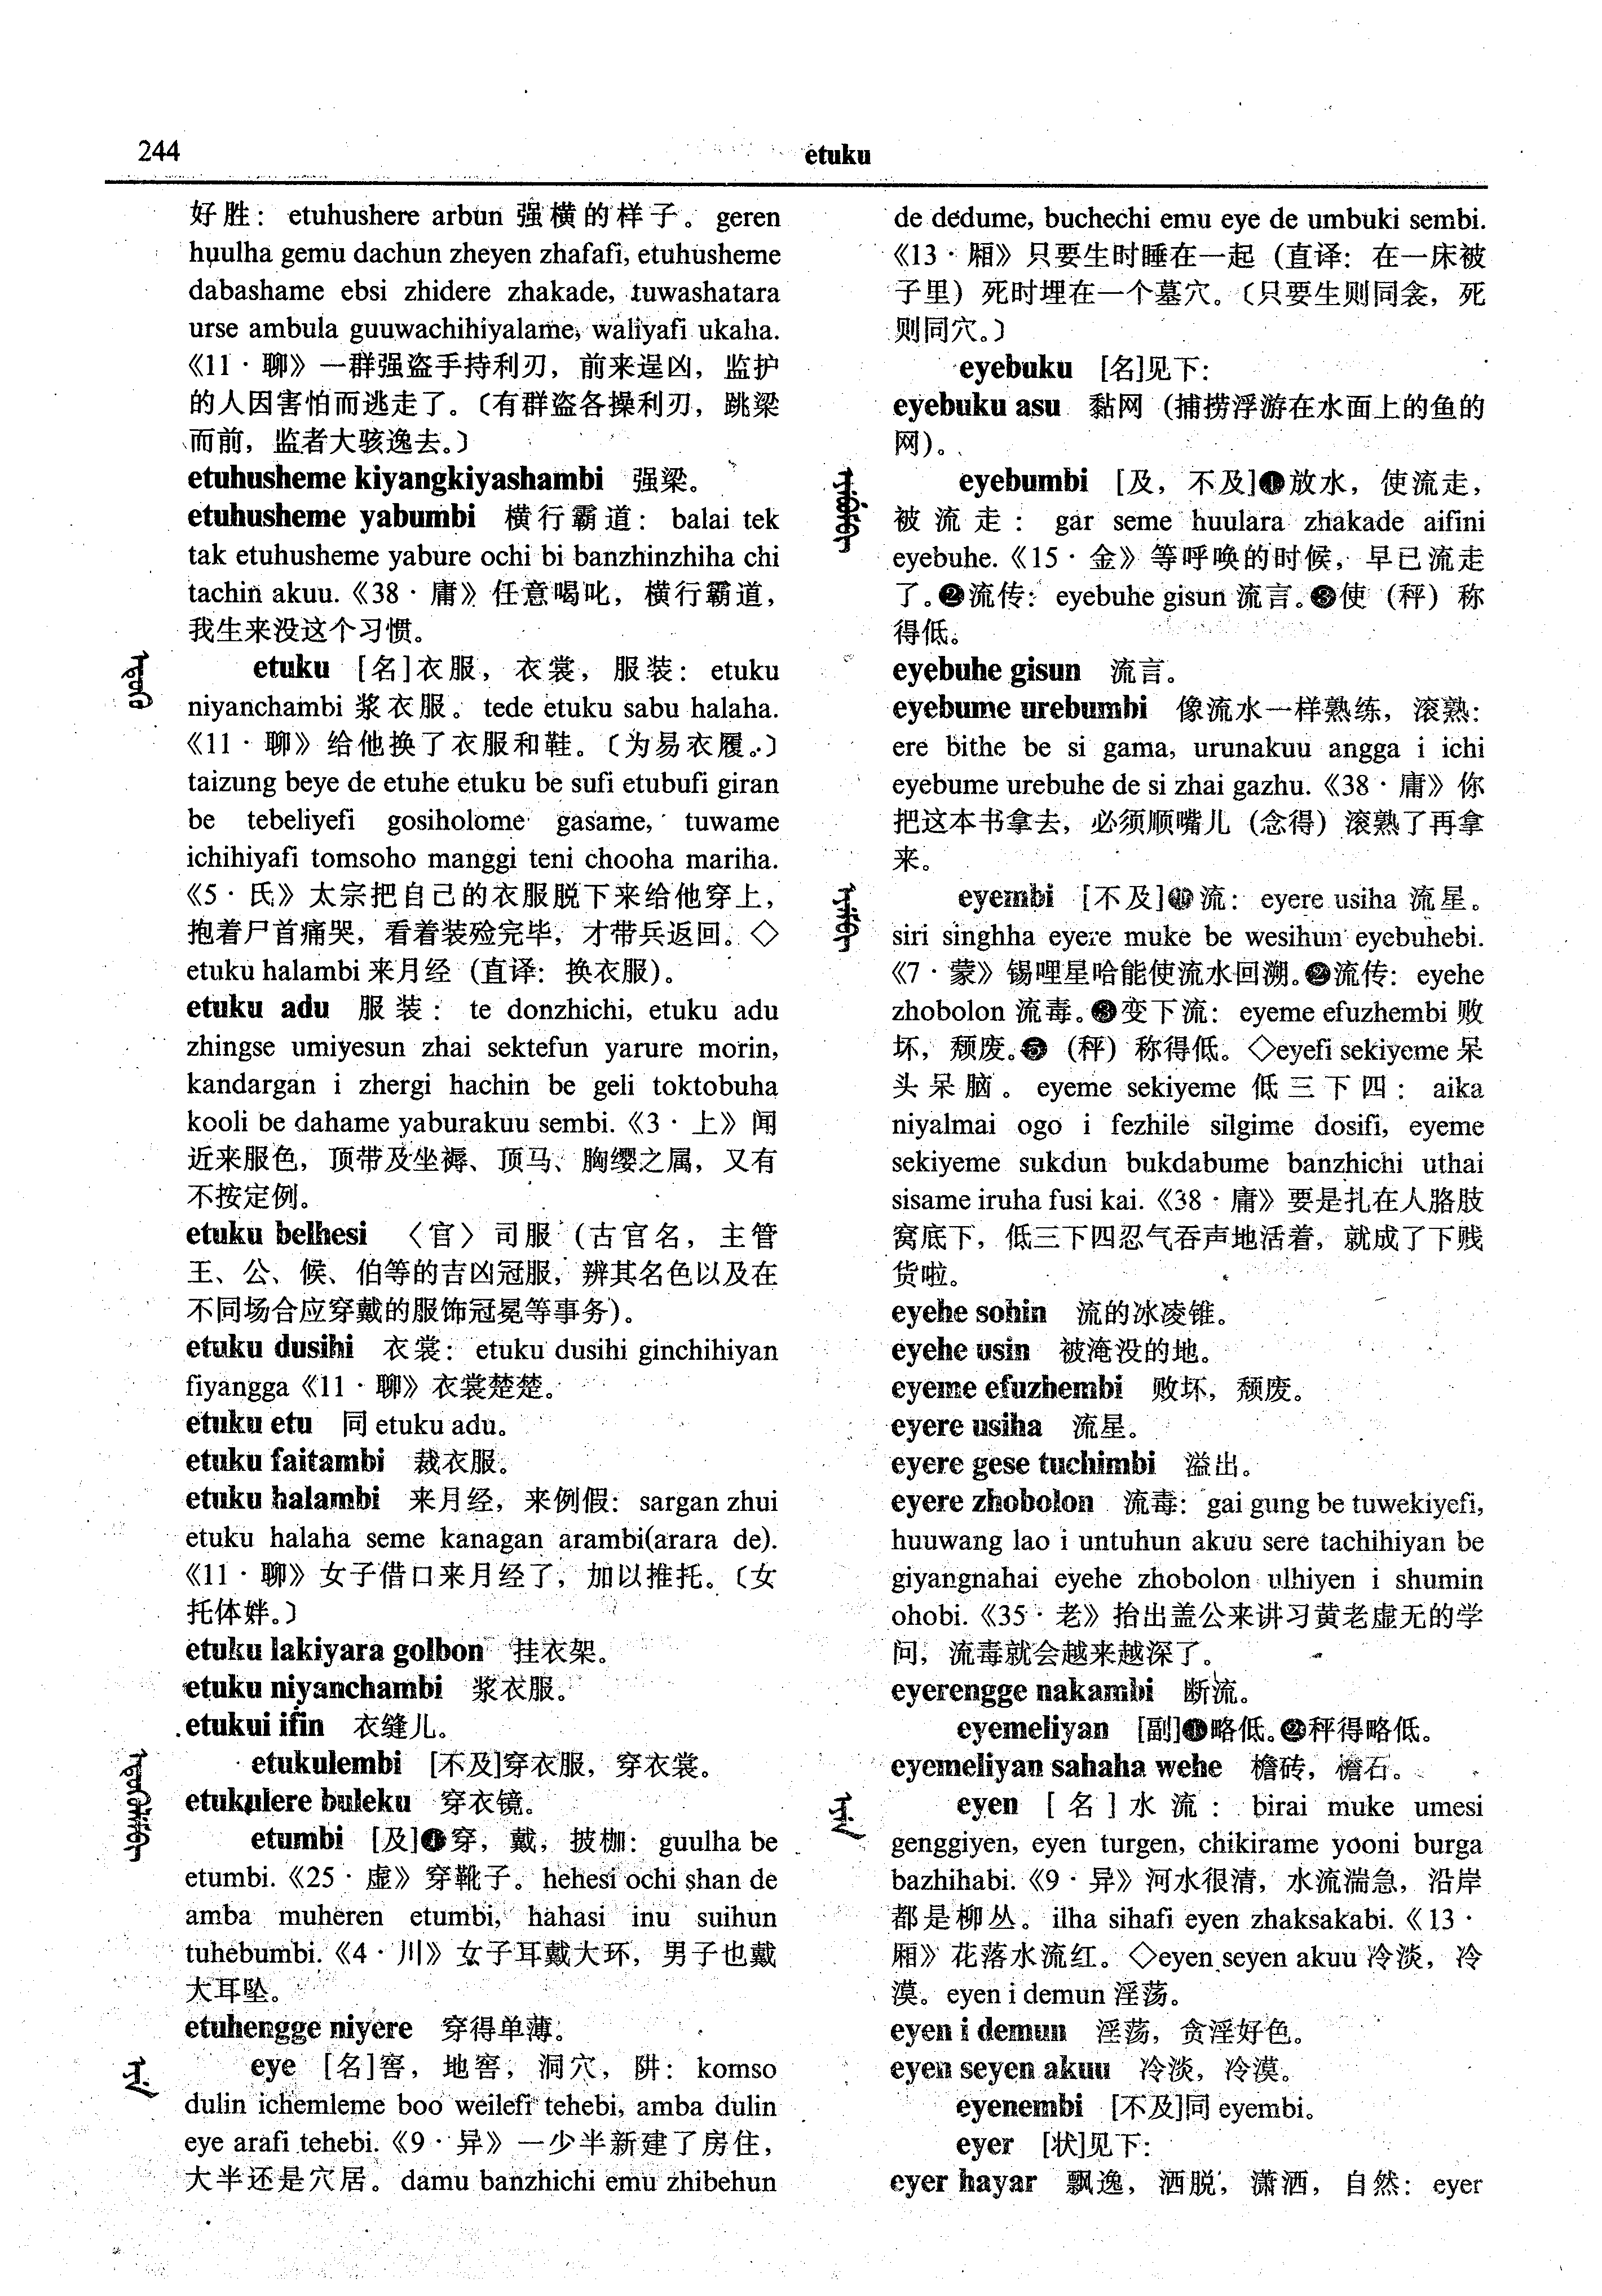 244
etuku
好胜：etuhushere arbun 强横的样子。geren
huulha gemu dachun zheyen zhafafi, etuhusheme
dabashame ebsi zhidere zhakade, tuwashatara
urse ambula guuwachihiyalame, waliyafi ukaha.
《11·聊》一群强盗手持利刃，前来逞凶，监护
的人因害怕而逃走了。〔有群盗各操利刃，跳梁
而前，监者大骇逸去。〕
etuhusheme kiyangkiyashambi 强梁。
etuhusheme yabumbi 横行霸道：balai tek
tak etuhusheme yabure ochi bi banzhinzhiha chi
tachin akuu.《38·庸》任意喝叱，横行霸道，
我生来没这个习惯。
etuku [名]衣服，衣裳，服装：etuku
niyanchambi 浆衣服。tede etuku sabu halaha.
《11·聊》给他换了衣服和鞋。〔为易衣履。〕
taizung beye de etuhe etuku be sufi etubufi giran
be tebeliyefi gosiholome gasame, tuwame
ichihiyafi tomsoho manggi teni chooha mariha.
《5·氏》太宗把自己的衣服脱下来给他穿上，
抱着尸首痛哭，看着装殓完毕，才带兵返回。◇
etuku halambi 来月经（直译：换衣服）。
etuku adu 服装：te donzhichi, etuku adu
zhingse umiyesun zhai sektefun yarure morin,
kandargan i zhergi hachin be geli toktobuha
kooli be dahame yaburakuu sembi.《3·上》闻
近来服色，顶带及坐褥、顶马、胸缨之属，又有
不按定例。
etuku belhesi 〈官〉司服（古官名，主管
王、公、候、伯等的吉凶冠服，辨其名色以及在
不同场合应穿戴的服饰冠冕等事务）。
etuku dusihi 衣裳：etuku dusihi ginchihiyan
fiyangga《11·聊》衣裳楚楚。
etuku etu 同 etuku adu。
etuku faitambi 裁衣服。
etuku halambi 来月经，来例假：sargan zhui
etuku halaha seme kanagan arambi(arara de).
《11·聊》女子借口来月经了，加以推托。〔女
托体姅。〕
etuku lakiyara golbon 挂衣架。
etuku niyanchambi 浆衣服。
etukui ifin 衣缝儿。
etukulembi [不及]穿衣服，穿衣裳。
etukulere buleku 穿衣镜。
etumbi [及]❶穿，戴，披枷：guulha be
etumbi.《25·虚》穿靴子。hehesi ochi shan de
amba muheren etumbi, hahasi inu suihun
tuhebumbi.《4·川》女子耳戴大环，男子也戴
大耳坠。
etuhengge niyere 穿得单薄。
eye [名]窖，地窖，洞穴，阱：komso
dulin ichemleme boo weilefi tehebi, amba dulin
eye arafi tehebi.《9·异》一少半新建了房住，
大半还是穴居。damu banzhichi emu zhibehun
de dedume, buchechi emu eye de umbuki sembi.
《13·厢》只要生时睡在一起（直译：在一床被
子里）死时埋在一个墓穴。〔只要生则同衾，死
则同穴。〕
eyebuku [名]见下：
eyebuku asu 黏网（捕捞浮游在水面上的鱼的
网）。
eyebumbi [及，不及]❶放水，使流走，
被流走：gar seme huulara zhakade aifini
eyebuhe.《15·金》等呼唤的时候，早已流走
了。❷流传：eyebuhe gisun 流言。❸使（秤）称
得低。
eyebuhe gisun 流言。
eyebume urebumbi 像流水一样熟练，滚熟：
ere bithe be si gama, urunakuu angga i ichi
eyebume urebuhe de si zhai gazhu.《38·庸》你
把这本书拿去，必须顺嘴儿（念得）滚熟了再拿
来。
eyembi [不及]❶流：eyere usiha 流星。
siri singhha eyere muke be wesihun eyebuhebi.
《7·蒙》锡哩星哈能使流水回溯。❷流传：eyehe
zhobolon 流毒。❸变下流：eyeme efuzhembi 败
坏，颓废。（秤）称得低。◇eyefi sekiyeme 呆
头呆脑。eyeme sekiyeme 低三下四：aika
niyalmai ogo i fezhile silgime dosifi, eyeme
sekiyeme sukdun bukdabume banzhichi uthai
sisame iruha fusi kai.《38·庸》要是扎在人胳肢
窝底下，低三下四忍气吞声地活着，就成了下贱
货啦。
eyehe sohin 流的冰凌锥。
eyehe usin 被淹没的地。
eyeme efuzhembi 败坏，颓废。
eyere usiha 流星。
eyere gese tuchimbi 溢出。
eyere zhobolon 流毒：gai gung be tuwekiyefi,
huuwang lao i untuhun akuu sere tachihiyan be
giyangnahai eyehe zhobolon ulhiyen i shumin
ohobi.《35·老》抬出盖公来讲习黄老虚无的学
问，流毒就会越来越深了。
eyerengge nakambi 断流。
eyemeliyan [副]❶略低。❷秤得略低。
eyemeliyan sahaha wehe 檐砖，檐石。
eyen [名]水流：birai muke umesi
genggiyen, eyen turgen, chikirame yooni burga
bazhihabi.《9·异》河水很清，水流湍急，沿岸
都是柳丛。ilha sihafi eyen zhaksakabi.《13·
厢》花落水流红。◇eyen seyen akuu 冷淡，冷
漠。eyen i demun 淫荡。
eyen i demun 淫荡，贪淫好色。
eyen seyen akuu 冷淡，冷漠。
eyenembi [不及]同 eyembi。
eyer [状]见下：
eyer hayar 飘逸，洒脱，潇洒，自然：eyer